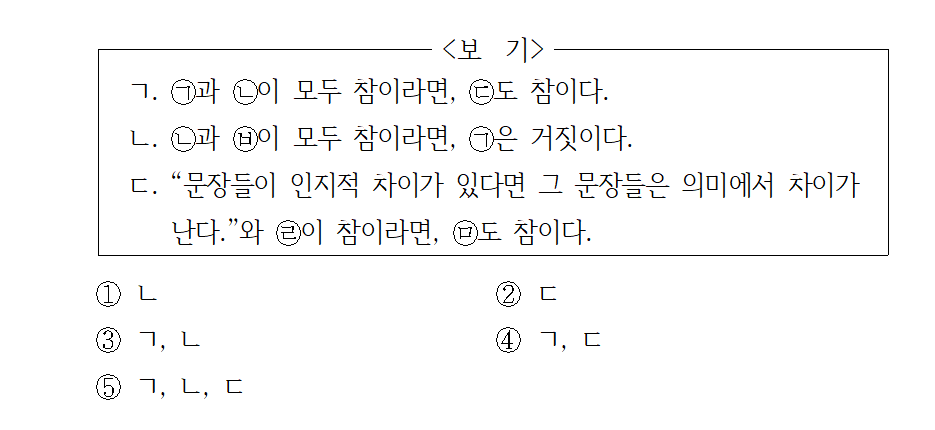 <보 기>
ㄱ. ㉠과 ㉡이 모두 참이라면, ㉢도 참이다.
ㄴ. ㉡과 ㉥이 모두 참이라면, ㉠은 거짓이다.
ㄷ. “문장들이 인지적 차이가 있다면 그 문장들은 의미에서 차이가
난다.”와 ㉣이 참이라면, ㉤도 참이다.
① ㄴ ② ㄷ
③ ㄱ, ㄴ ④ ㄱ, ㄷ
⑤ ㄱ, ㄴ, ㄷ